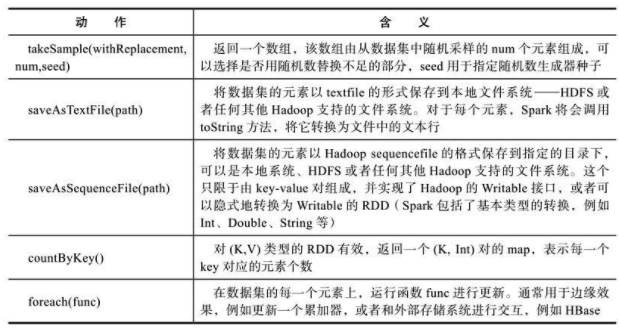 动 作 含 义
takeSample(withReplacement,
num,seed)
返回一个数组，该数组由从数据集中随机采样的 num 个元素组成，可
以选择是否用随机数替换不足的部分，seed 用于指定随机数生成器种子
saveAsTextFile(path)
将数据集的元素以 textfile 的形式保存到本地文件系统——HDFS 或
者任何其他 Hadoop 支持的文件系统。对于每个元素，Spark 将会调用
toString 方法，将它转换为文件中的文本行
saveAsSequenceFile(path)
将数据集的元素以 Hadoop sequencefile 的格式保存到指定的目录下，
可以是本地系统、HDFS 或者任何其他 Hadoop 支持的文件系统。这个
只限于由 key-value 对组成，并实现了 Hadoop 的 Writable 接口，或者可
以隐式地转换为 Writable 的 RDD（Spark 包括了基本类型的转换，例如
Int、Double、String 等）
countByKey()
对 (K,V) 类型的 RDD 有效，返回一个 (K, Int) 对的 map，表示每一个
key 对应的元素个数
foreach(func)
在数据集的每一个元素上，运行函数 func 进行更新。通常用于边缘效
果，例如更新一个累加器，或者和外部存储系统进行交互，例如 HBase